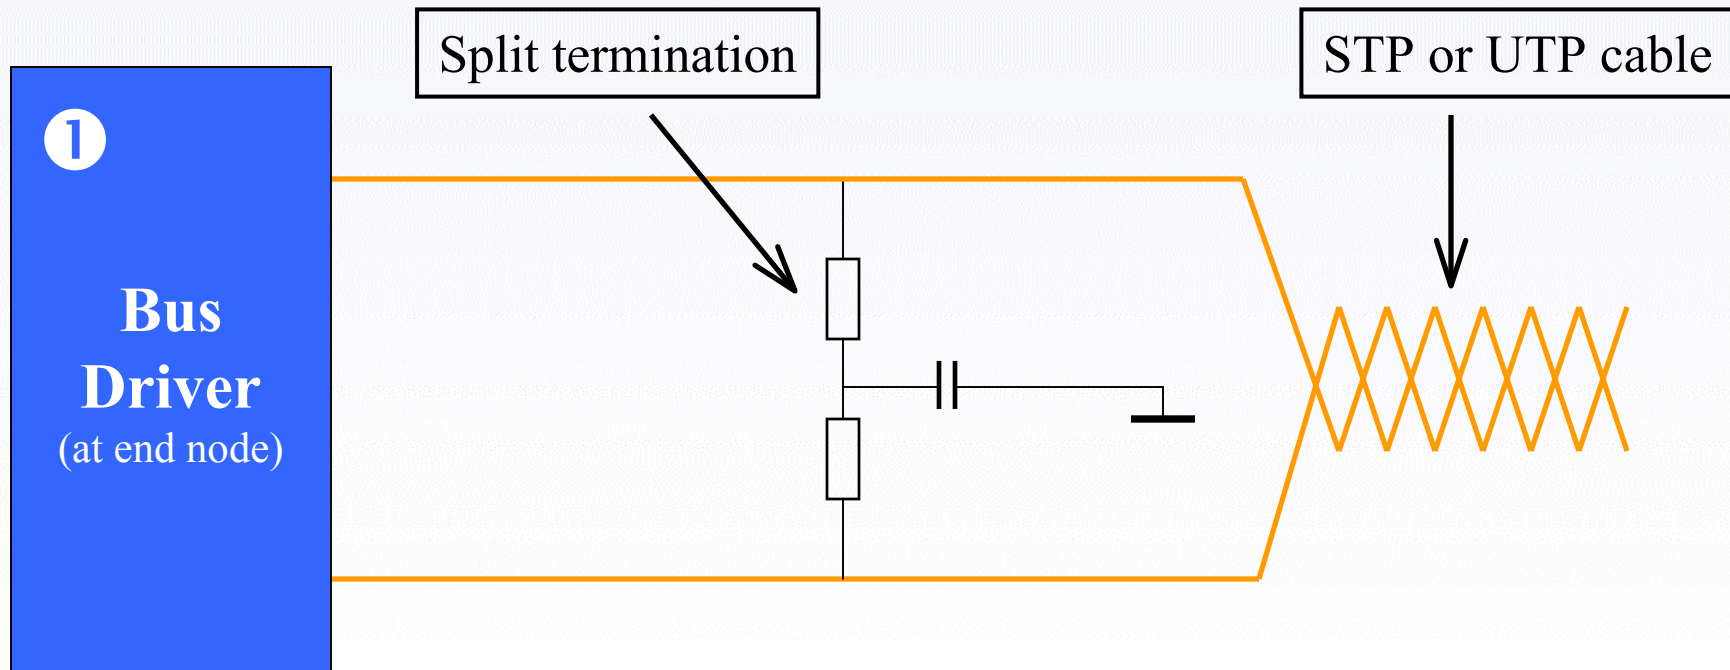 Split termination
STP or UTP cable
❶
Bus
Driver
(at end node)